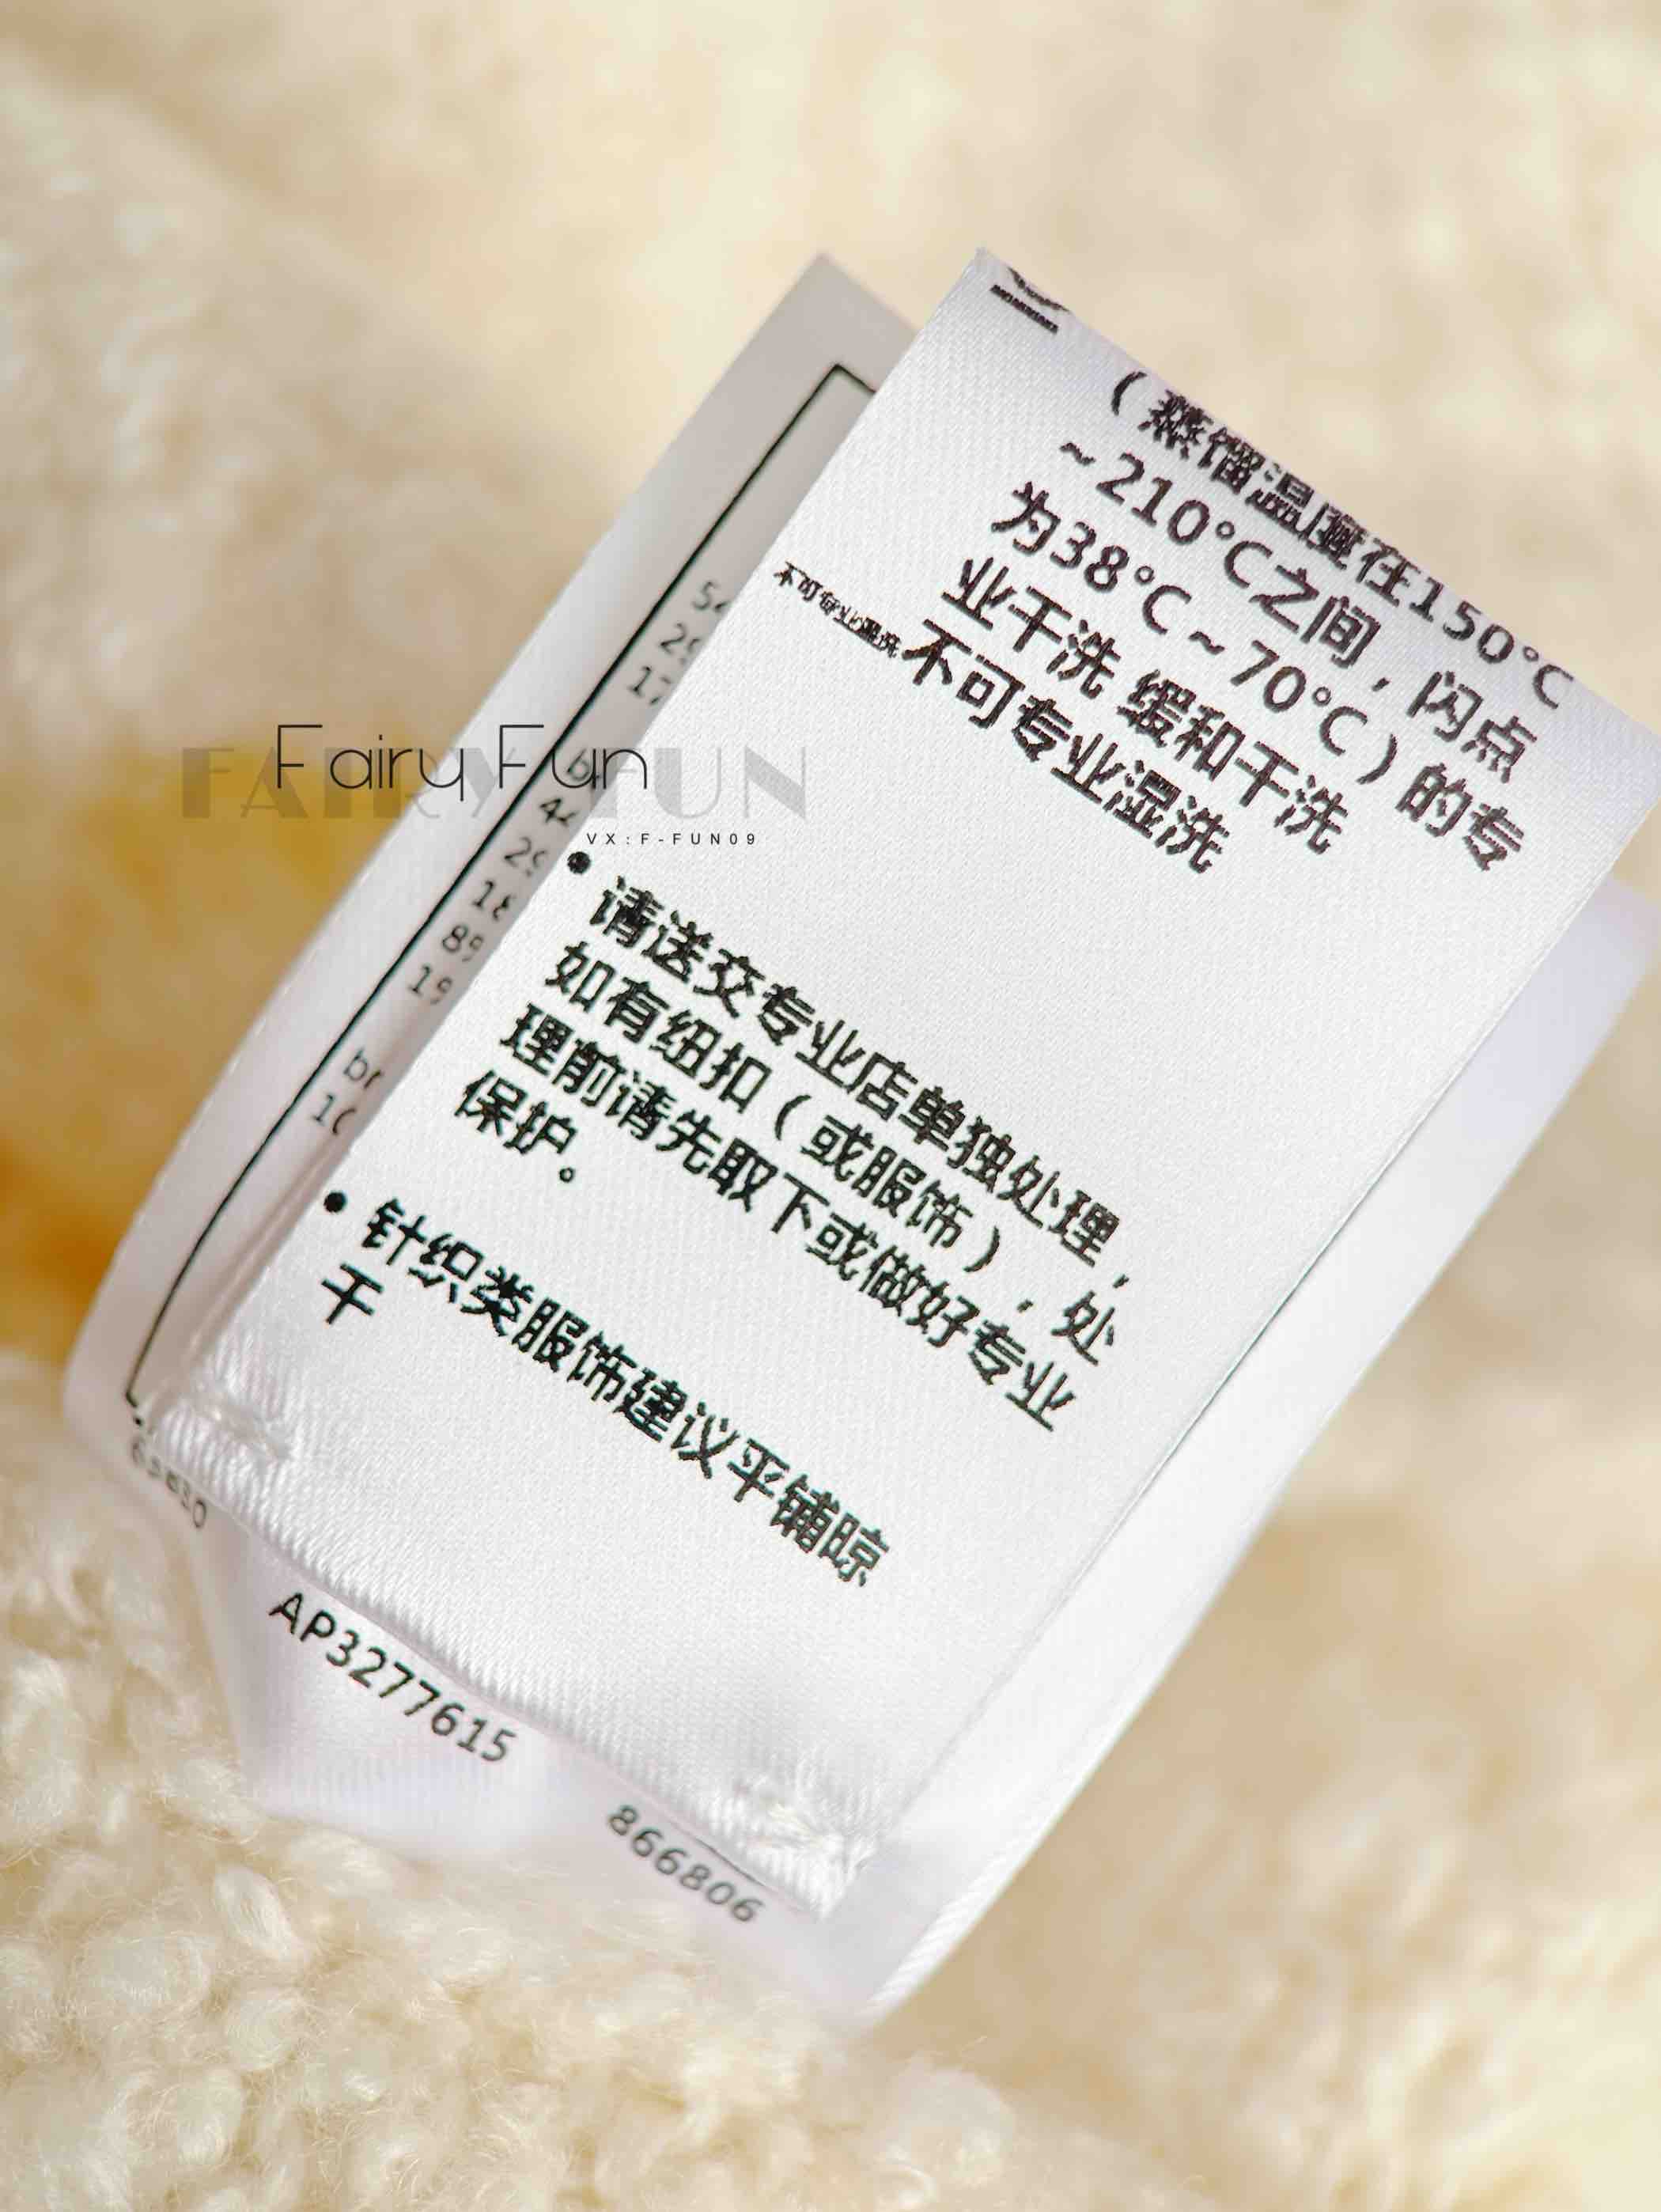 （蒸馏温度在150°C
~210°C之间，闪点
为38°C~70°C）的专
业干洗 缓和干洗
不可专业湿洗
不可专业湿洗
Fairy Fun
FAIRY FUN
VX:F-FUN09
• 请送交专业店单独处理，
如有纽扣（或服饰），处
理前请先取下或做好专业
保护。
• 针织类服饰建议平铺晾
干
AP3277615
866806